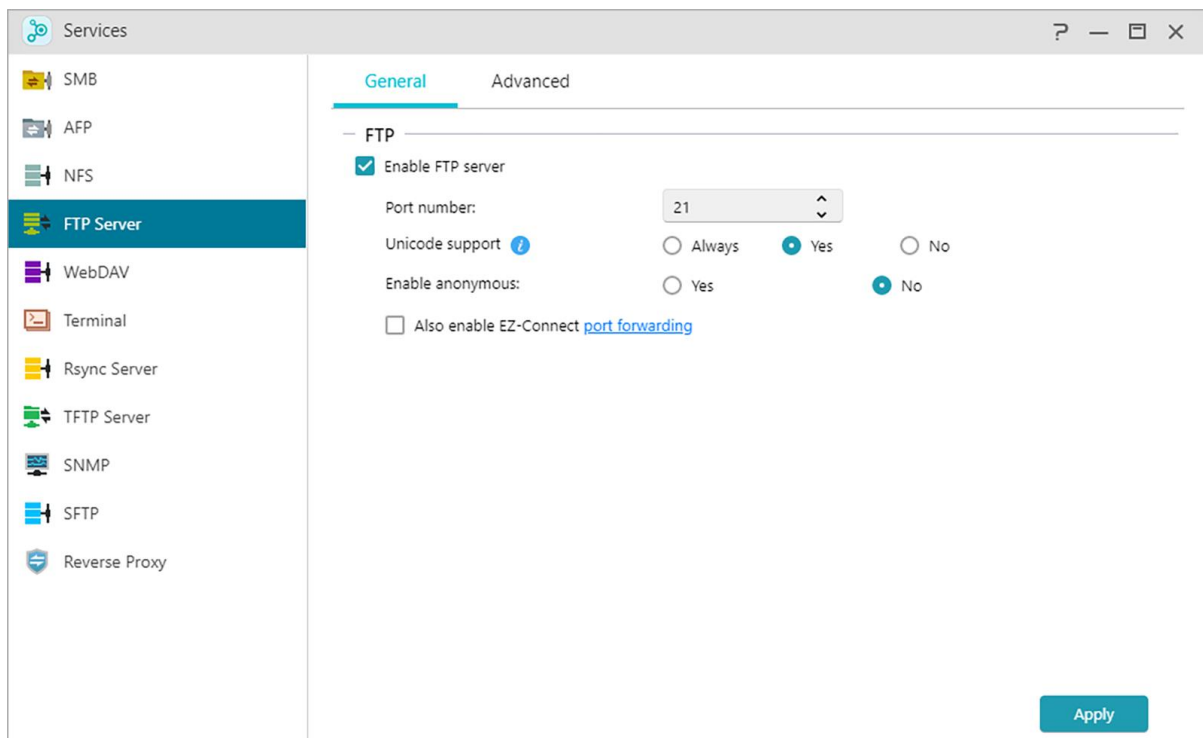 Services
SMB
AFP
NFS
FTP Server
WebDAV
Terminal
Rsync Server
TFTP Server
SNMP
SFTP
Reverse Proxy
General Advanced
FTP
Enable FTP server
Port number: 21
Unicode support i Always Yes No
Enable anonymous: Yes No
Also enable EZ-Connect port forwarding
Apply